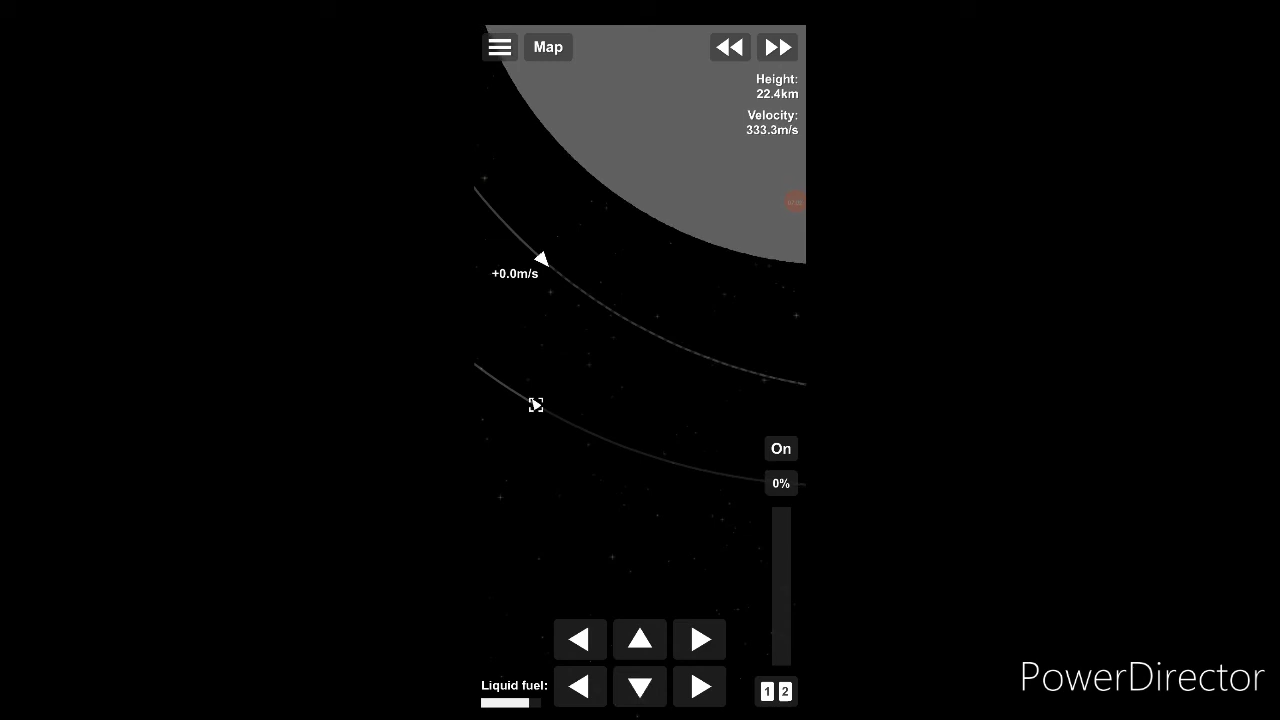 Map
Height:
22.4km
Velocity:
333.3m/s
+0.0m/s
On
0%
Liquid fuel:
1 2
PowerDirector